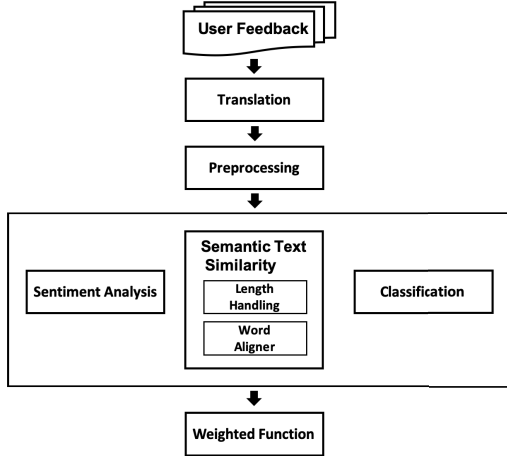 User Feedback
Translation
Preprocessing
Semantic Text
Similarity
Sentiment Analysis
Length
Handling
Word
Aligner
Classification
Weighted Function